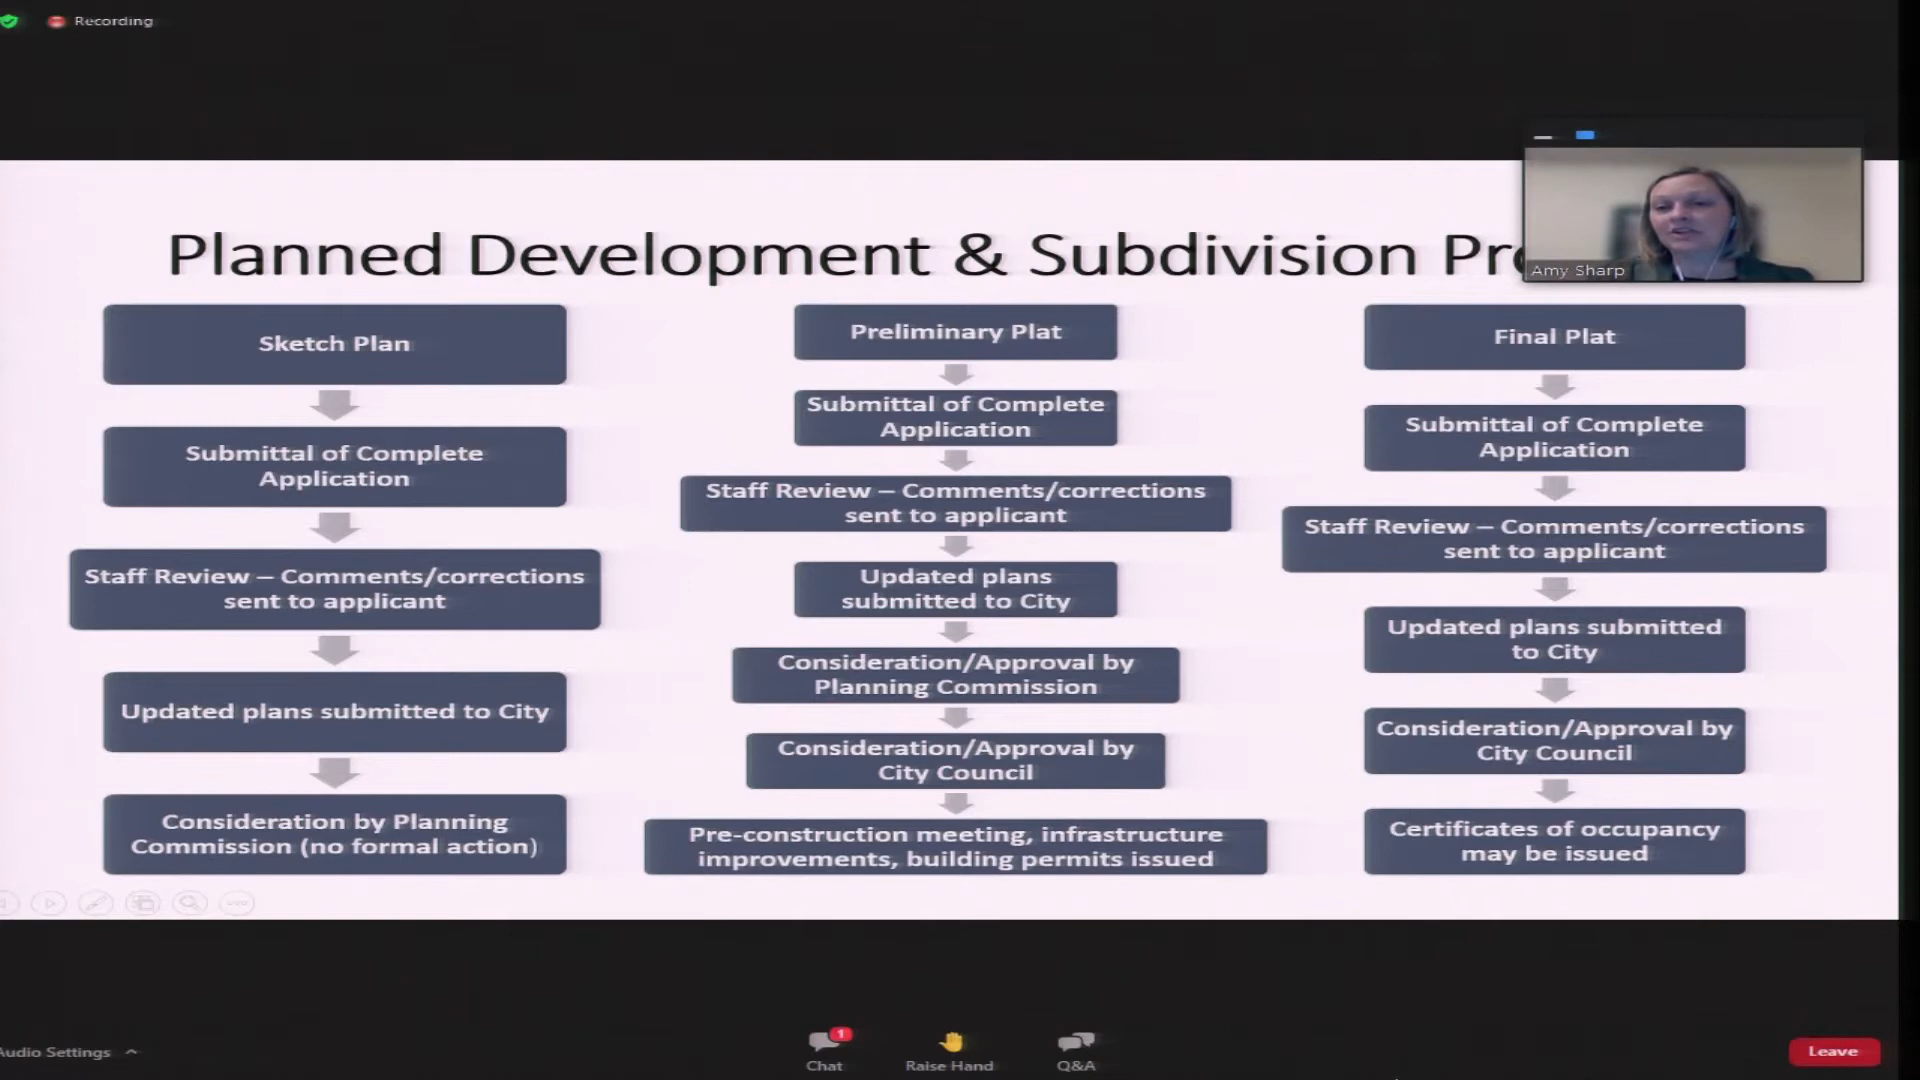 Recording
Planned Development & Subdivision
Amy Sharp
Sketch Plan
Submittal of Complete
Application
Staff Review – Comments/corrections
sent to applicant
Updated plans submitted to City
Consideration by Planning
Commission (no formal action)
Preliminary Plat
Submittal of Complete
Application
Staff Review – Comments/corrections
sent to applicant
Updated plans
submitted to City
Consideration/Approval by
Planning Commission
Consideration/Approval by
City Council
Pre-construction meeting, infrastructure
improvements, building permits issued
Final Plat
Submittal of Complete
Application
Staff Review – Comments/corrections
sent to applicant
Updated plans submitted
to City
Consideration/Approval by
City Council
Certificates of occupancy
may be issued
Audio Settings
1
Chat
Raise Hand
Q&A
Leave